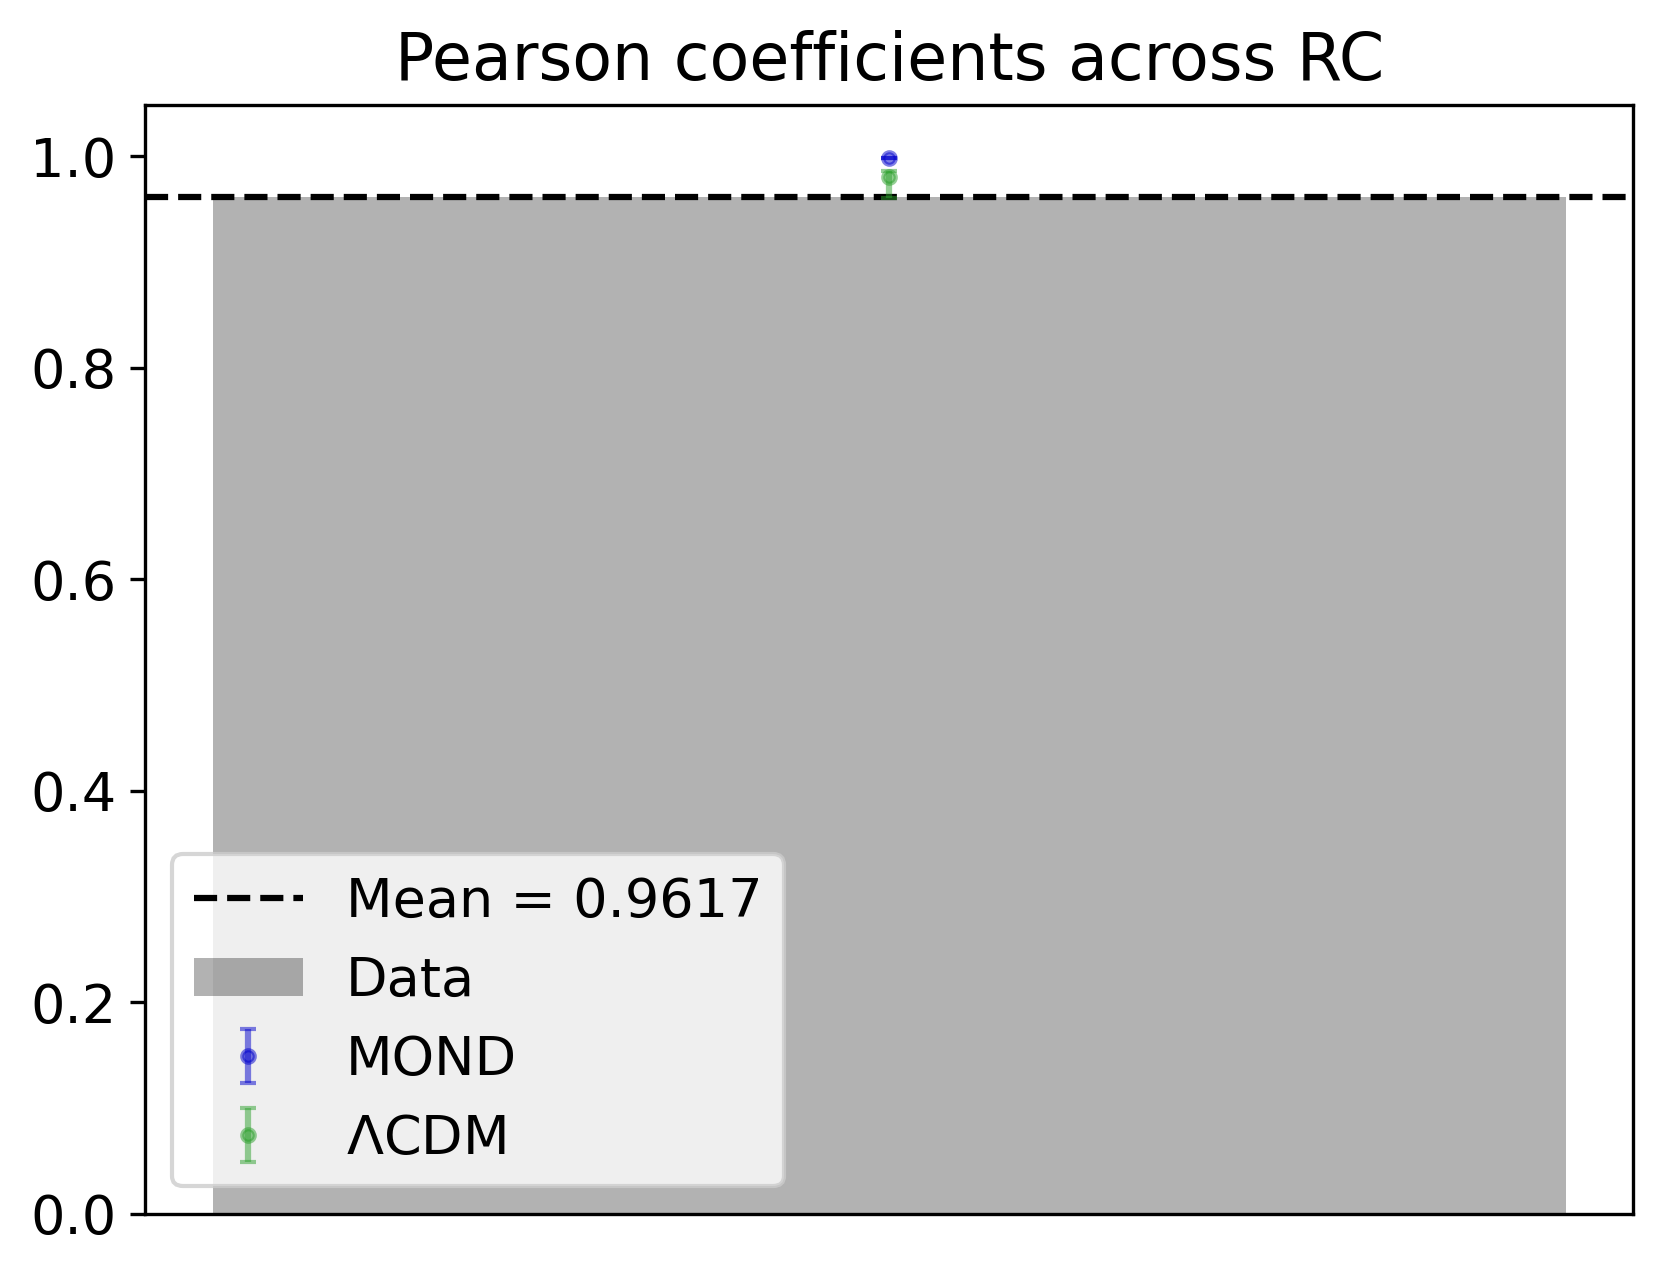 Pearson coefficients across RC
1.0
0.8
0.6
0.4
0.2
0.0
Mean = 0.9617
Data
MOND
ΛCDM